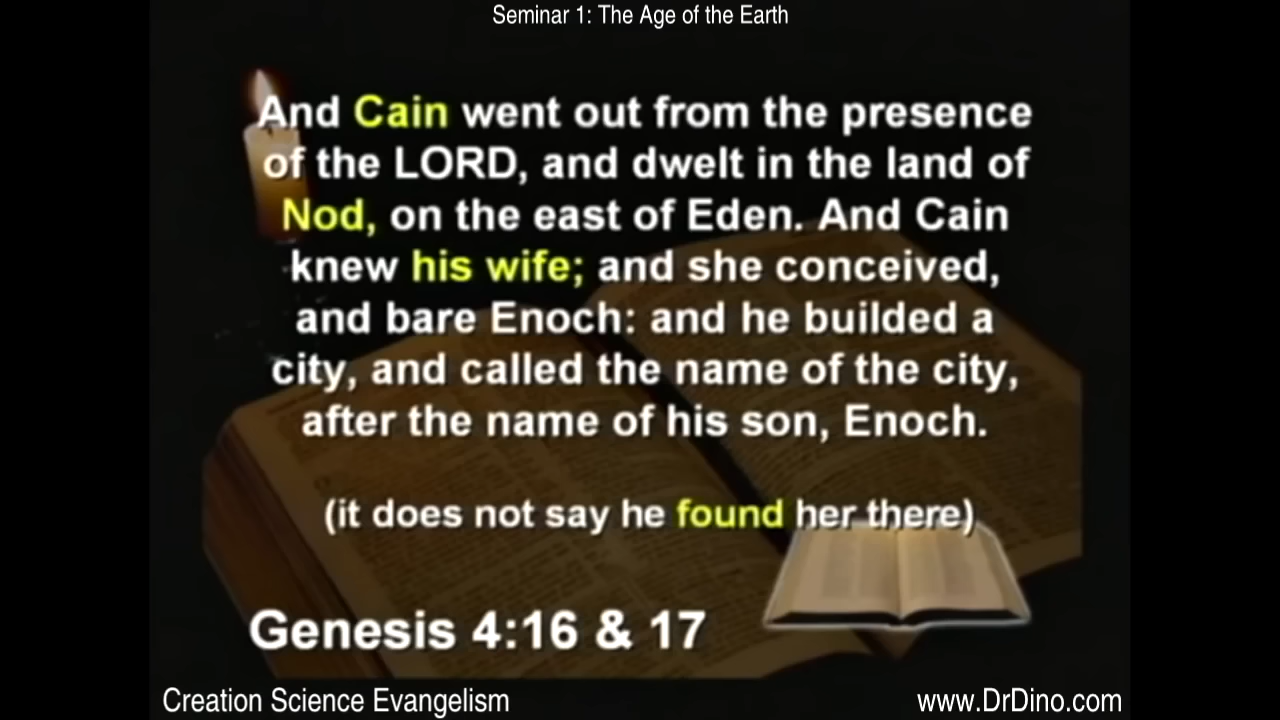 Seminar 1: The Age of the Earth
And Cain went out from the presence
of the LORD, and dwelt in the land of
Nod, on the east of Eden. And Cain
knew his wife; and she conceived,
and bare Enoch: and he builded a
city, and called the name of the city,
after the name of his son, Enoch.
(it does not say he found her there)
Genesis 4:16 & 17
Creation Science Evangelism
www.DrDino.com